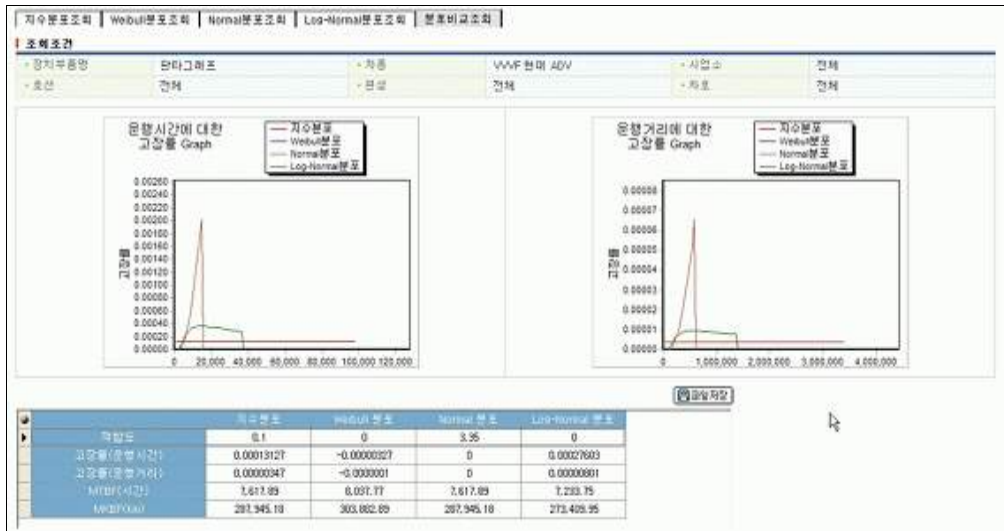 지수분포조회 Weibull분포조회 Normal분포조회 Log-Normal분포조회 분포비교조회
조회조건
장치부품명 판타그래프 차종 VVVF 현대 ADV 사업소 전체
호선 전체 편성 전체 차호 전체
운행시간에 대한
고장률 Graph
지수분포
Weibull분포
Normal분포
Log-Normal분포
0.00260
0.00240
0.00220
0.00200
0.00180
0.00160
0.00140
0.00120
0.00100
0.00080
0.00060
0.00040
0.00020
0.00000
고장률
0 20,000 40,000 60,000 80,000 100,000 120,000
운행거리에 대한
고장률 Graph
지수분포
Weibull분포
Normal분포
Log-Normal분포
0.00008
0.00007
0.00006
0.00005
0.00004
0.00003
0.00002
0.00001
0.00000
고장률
0 1,000,000 2,000,000 3,000,000 4,000,000
파일저장
지수분포 Weibull 분포 Normal 분포 Log-Normal 분포
적합도 0.1 0 3.35 0
고장률(운행시간) 0.00013127 -0.00000327 0 0.00027603
고장률(운행거리) 0.00000347 -0.0000001 0 0.00000801
MTBF(시간) 7,617.89 8,037.77 7,617.89 7,233.75
MKBF(km) 287,945.18 303,882.89 287,945.18 273,409.95